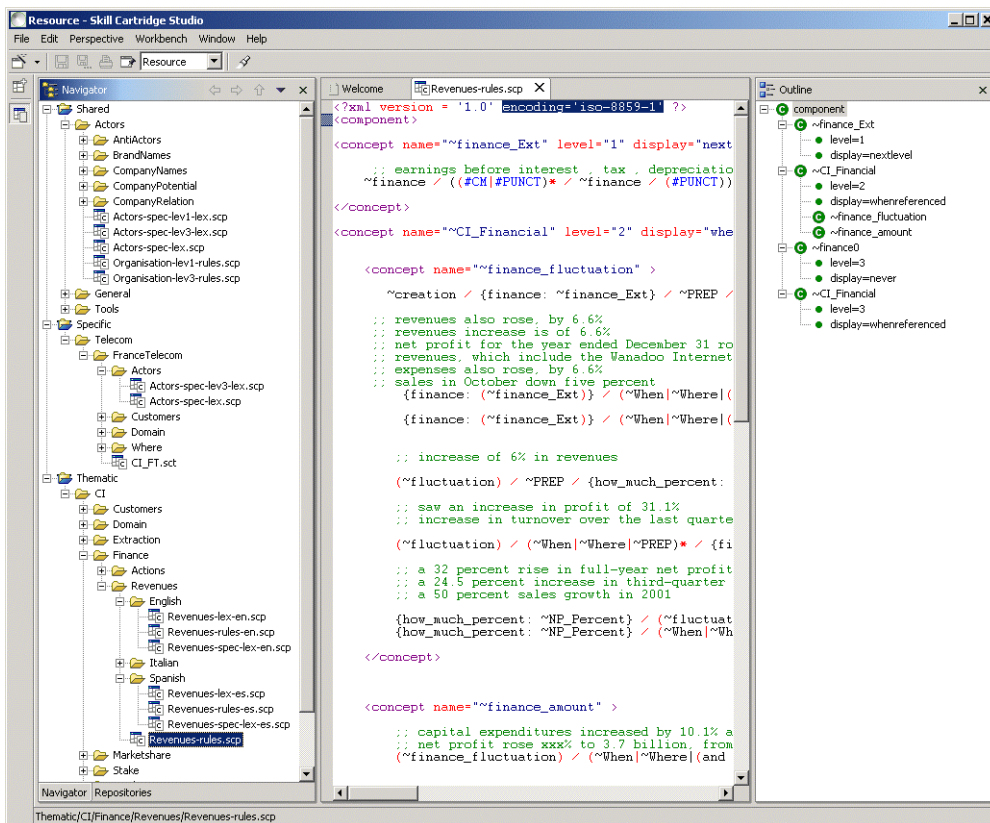 Resource - Skill Cartridge Studio
File Edit Perspective Workbench Window Help
Resource
Navigator
Shared
Actors
AntiActors
BrandNames
CompanyNames
CompanyPotential
CompanyRelation
Actors-spec-lev1-lex.scp
Actors-spec-lev3-lex.scp
Actors-spec-lex.scp
Organisation-lev1-rules.scp
Organisation-lev3-rules.scp
General
Tools
Specific
Telecom
FranceTelecom
Actors
Actors-spec-lev3-lex.scp
Actors-spec-lex.scp
Customers
Domain
Where
CI_FT.sct
Thematic
CI
Customers
Domain
Extraction
Finance
Actions
Revenues
English
Revenues-lex-en.scp
Revenues-rules-en.scp
Revenues-spec-lex-en.scp
Italian
Spanish
Revenues-lex-es.scp
Revenues-rules-es.scp
Revenues-spec-lex-es.scp
Revenues-rules.scp
Marketshare
Stake
Navigator Repositories
Welcome Revenues-rules.scp
<?xml version = '1.0' encoding='iso-8859-1' ?>
<component>
<concept name="~finance_Ext" level="1" display="next
;; earnings before interest , tax , depreciatio
~finance / ((#CM|#PUNCT)* / ~finance / (#PUNCT))
</concept>
<concept name="~CI_Financial" level="2" display="whe
<concept name="~finance_fluctuation" >
~creation / {finance: ~finance_Ext} / ~PREP /
;; revenues also rose, by 6.6%
;; revenues increase is of 6.6%
;; net profit for the year ended December 31 ro
;; revenues, which include the Wanadoo Internet
;; expenses also rose, by 6.6%
;; sales in October down five percent
{finance: (~finance_Ext)} / (~When|~Where|(
{finance: (~finance_Ext)} / (~When|~Where|(
;; increase of 6% in revenues
(~fluctuation) / ~PREP / {how_much_percent:
;; saw an increase in profit of 31.1%
;; increase in turnover over the last quarte
(~fluctuation) / (~When|~Where|~PREP)* / {fi
;; a 32 percent rise in full-year net profit
;; a 24.5 percent increase in third-quarter
;; a 50 percent sales growth in 2001
{how_much_percent: ~NP_Percent} / (~fluctuat
{how_much_percent: ~NP_Percent} / (~When|~Wh
</concept>
<concept name="~finance_amount" >
;; capital expenditures increased by 10.1% a
;; net profit rose xxx% to 3.7 billion, from
(~finance_fluctuation) / (~When|~Where|(and
Outline
component
~finance_Ext
level=1
display=nextlevel
~CI_Financial
level=2
display=whenreferenced
~finance_fluctuation
~finance_amount
~finance0
level=3
display=never
~CI_Financial
level=3
display=whenreferenced
Thematic/CI/Finance/Revenues/Revenues-rules.scp